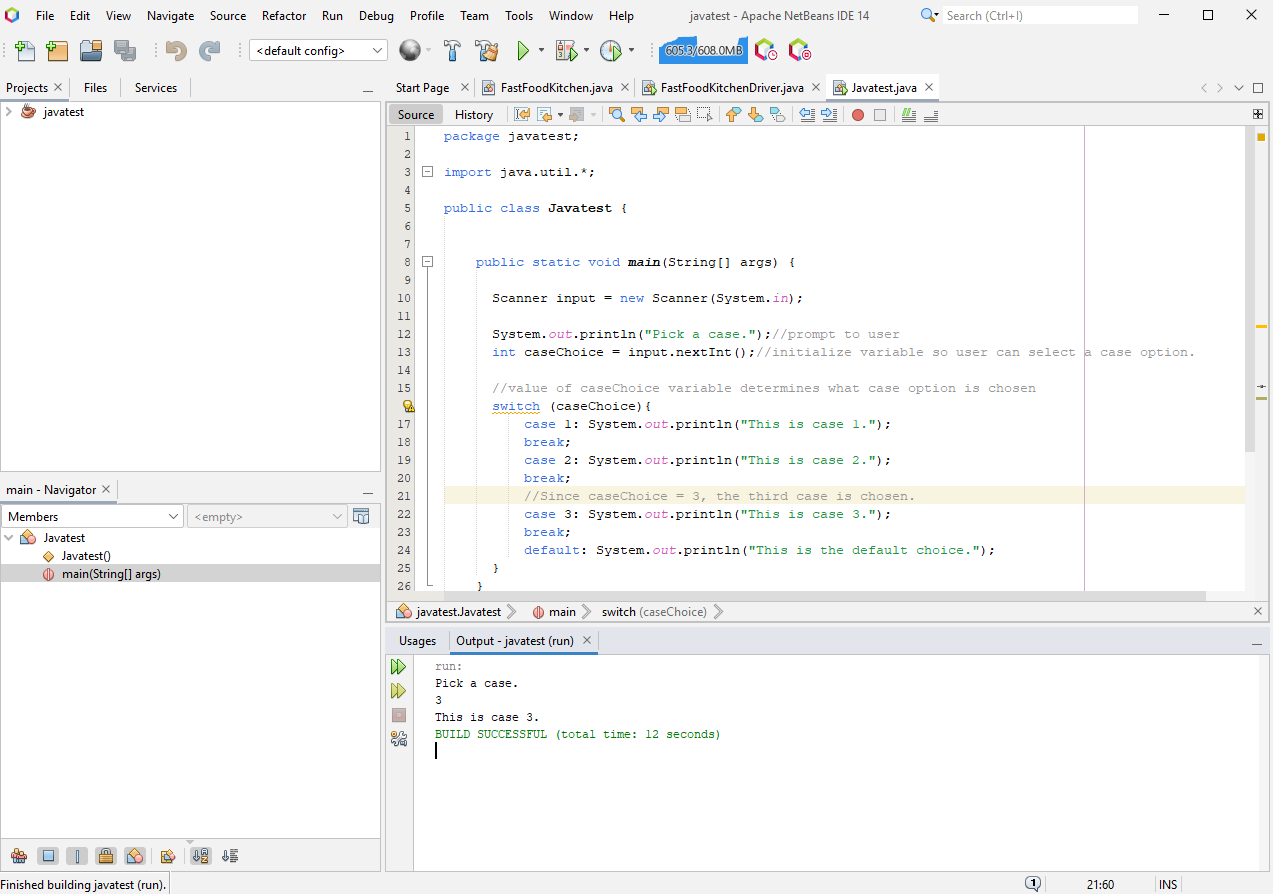 File Edit View Navigate Source Refactor Run Debug Profile Team Tools Window Help javatest - Apache NetBeans IDE 14 Search (Ctrl+I)
<default config> 605.3/608.0MB
Projects Files Services
Start Page FastFoodKitchen.java FastFoodKitchenDriver.java Javatest.java
javatest
Source History
1 package javatest;
2
3 import java.util.*;
4
5 public class Javatest {
6
7
8 public static void main(String[] args) {
9
10 Scanner input = new Scanner(System.in);
11
12 System.out.println("Pick a case.");//prompt to user
13 int caseChoice = input.nextInt();//initialize variable so user can select a case option.
14
15 //value of caseChoice variable determines what case option is chosen
switch (caseChoice){
17 case 1: System.out.println("This is case 1.");
18 break;
19 case 2: System.out.println("This is case 2.");
20 break;
21 //Since caseChoice = 3, the third case is chosen.
22 case 3: System.out.println("This is case 3.");
23 break;
24 default: System.out.println("This is the default choice.");
25 }
26 }
javatest.Javatest main switch (caseChoice)
main - Navigator
Members <empty>
Javatest
Javatest()
main(String[] args)
Usages Output - javatest (run)
run:
Pick a case.
3
This is case 3.
BUILD SUCCESSFUL (total time: 12 seconds)
Finished building javatest (run). 1 21:60 INS